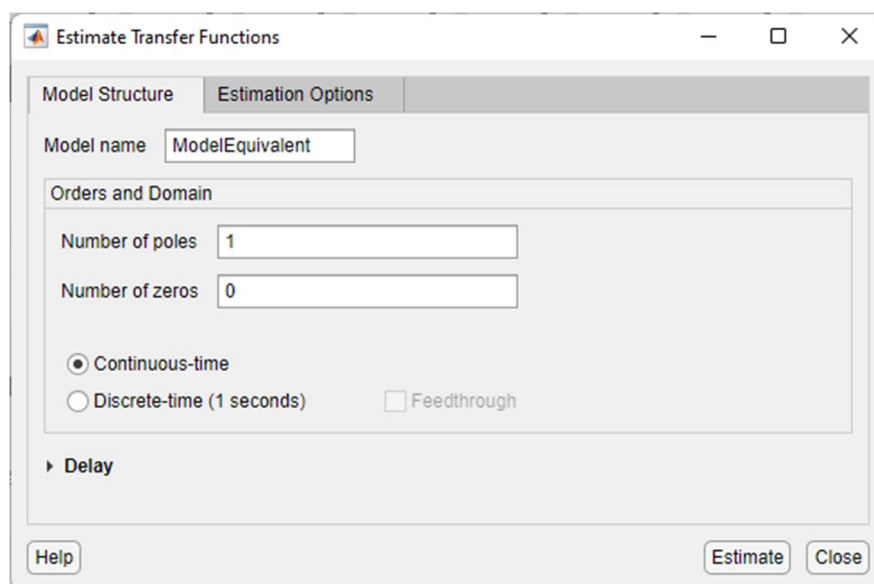 Estimate Transfer Functions
Model Structure Estimation Options
Model name ModelEquivalent
Orders and Domain
Number of poles 1
Number of zeros 0
Continuous-time
Discrete-time (1 seconds) Feedthrough
Delay
Help Estimate Close